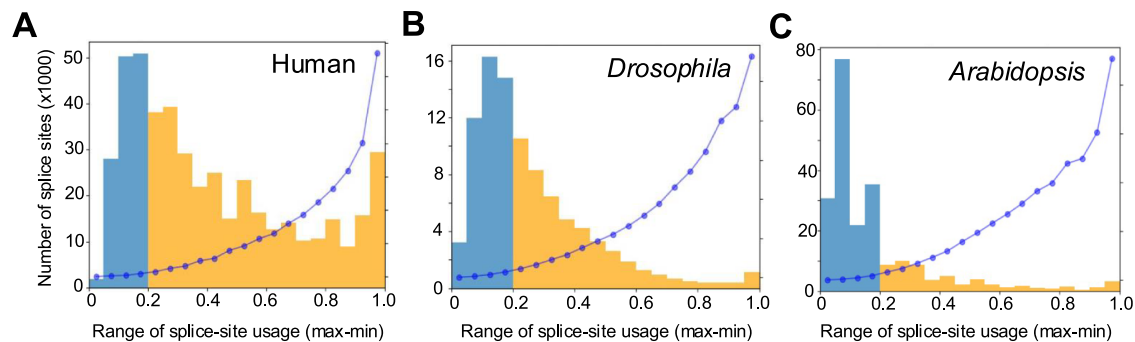 A
Human
Number of splice sites (x1000)
50
40
30
20
10
0
0 0.2 0.4 0.6 0.8 1.0
Range of splice-site usage (max-min)
B
Drosophila
16
12
8
4
0
0 0.2 0.4 0.6 0.8 1.0
Range of splice-site usage (max-min)
C
Arabidopsis
80
60
40
20
0
0 0.2 0.4 0.6 0.8 1.0
Range of splice-site usage (max-min)